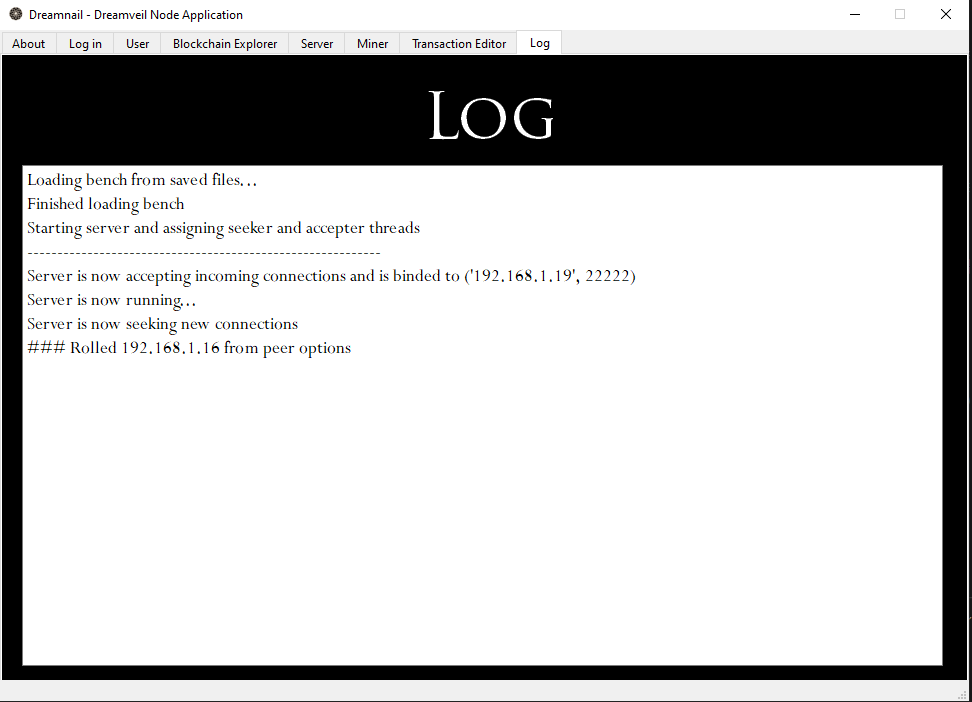 Dreamnail - Dreamveil Node Application
About Log in User Blockchain Explorer Server Miner Transaction Editor Log
LOG
Loading bench from saved files...
Finished loading bench
Starting server and assigning seeker and accepter threads
-----------------------------------------------------------
Server is now accepting incoming connections and is binded to ('192.168.1.19', 22222)
Server is now running...
Server is now seeking new connections
### Rolled 192.168.1.16 from peer options